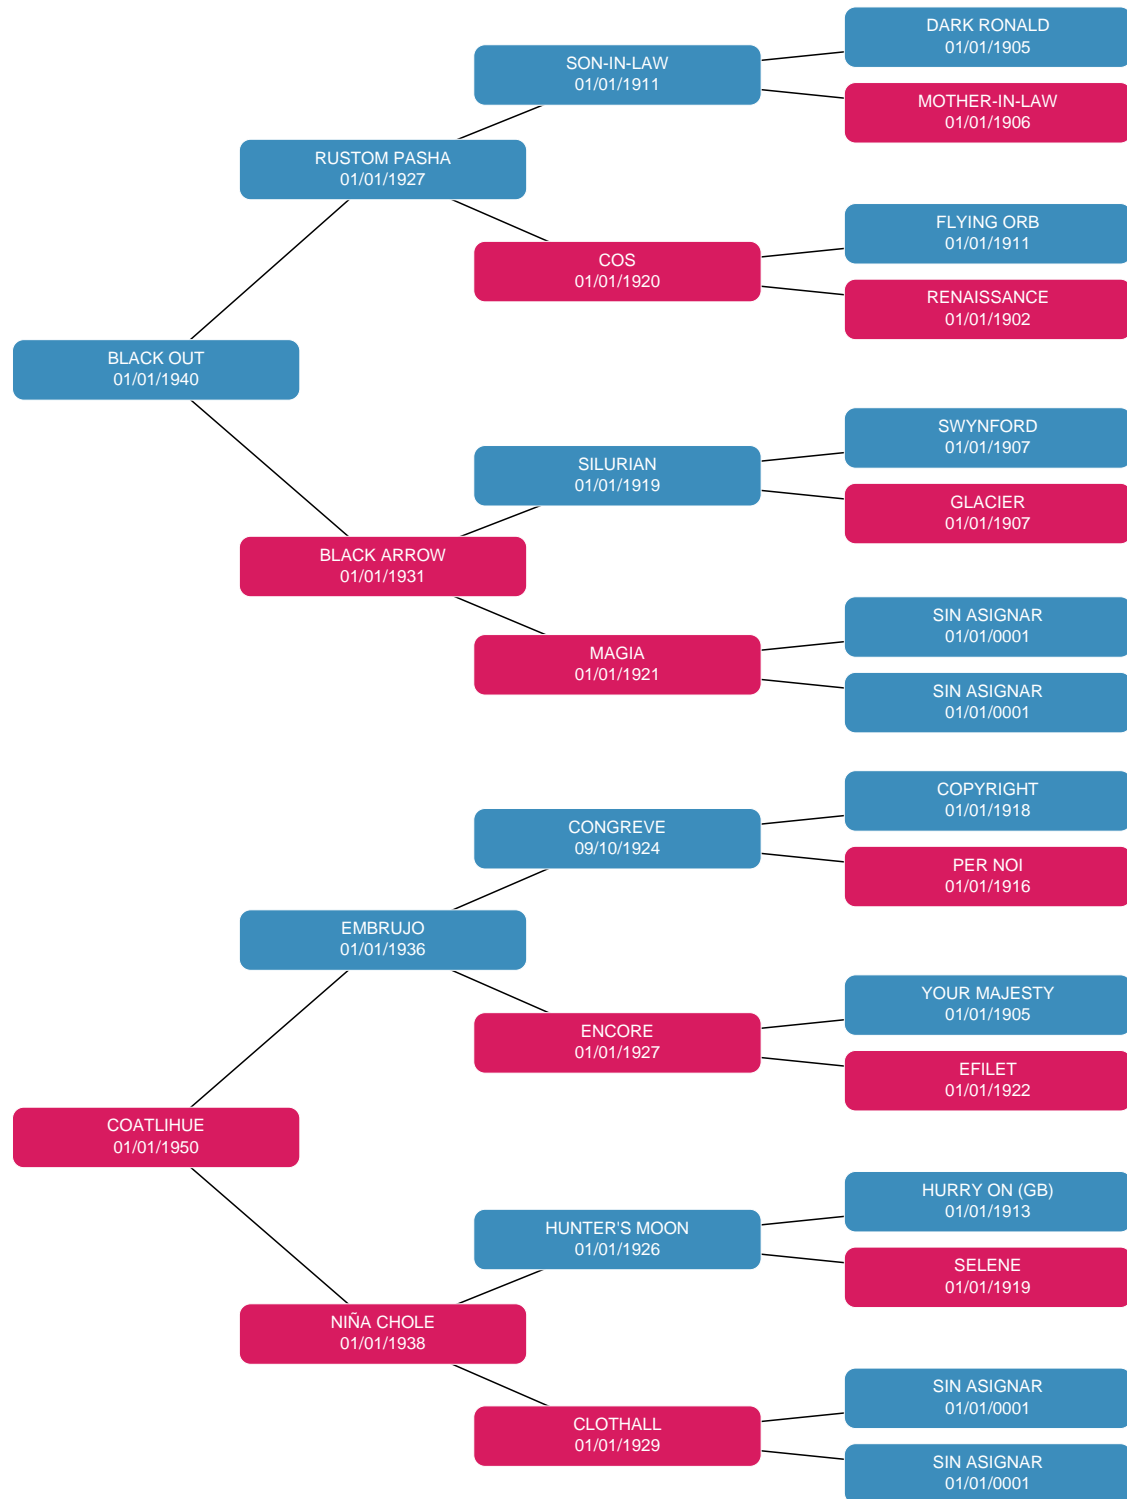 DARK RONALD
01/01/1905
SON-IN-LAW
01/01/1911
MOTHER-IN-LAW
01/01/1906
RUSTOM PASHA
01/01/1927
FLYING ORB
01/01/1911
COS
01/01/1920
RENAISSANCE
01/01/1902
BLACK OUT
01/01/1940
SWYNFORD
01/01/1907
SILURIAN
01/01/1919
GLACIER
01/01/1907
BLACK ARROW
01/01/1931
SIN ASIGNAR
01/01/0001
MAGIA
01/01/1921
SIN ASIGNAR
01/01/0001
COPYRIGHT
01/01/1918
CONGREVE
09/10/1924
PER NOI
01/01/1916
EMBRUJO
01/01/1936
YOUR MAJESTY
01/01/1905
ENCORE
01/01/1927
EFILET
01/01/1922
COATLIHUE
01/01/1950
HURRY ON (GB)
01/01/1913
HUNTER'S MOON
01/01/1926
SELENE
01/01/1919
NIÑA CHOLE
01/01/1938
SIN ASIGNAR
01/01/0001
CLOTHALL
01/01/1929
SIN ASIGNAR
01/01/0001